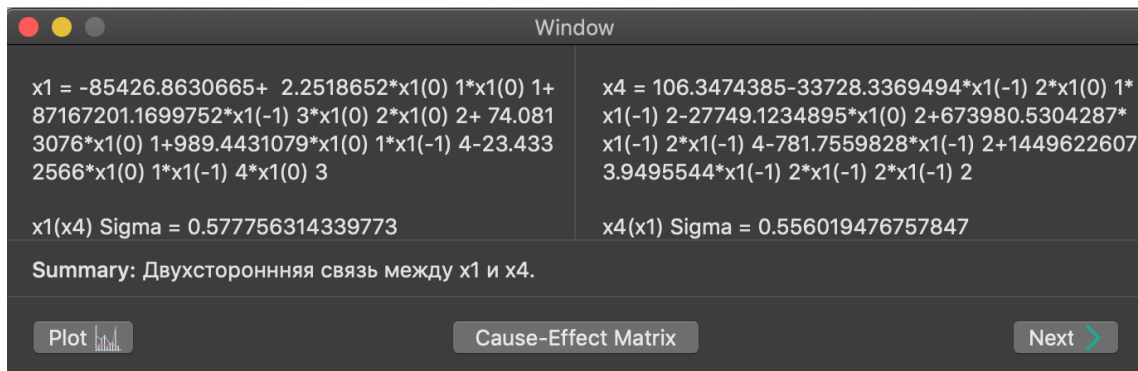 Window
x1 = -85426.8630665+  2.2518652*x1(0) 1*x1(0) 1+
87167201.1699752*x1(-1) 3*x1(0) 2*x1(0) 2+ 74.081
3076*x1(0) 1+989.4431079*x1(0) 1*x1(-1) 4-23.433
2566*x1(0) 1*x1(-1) 4*x1(0) 3
x1(x4) Sigma = 0.577756314339773
x4 = 106.3474385-33728.3369494*x1(-1) 2*x1(0) 1*
x1(-1) 2-27749.1234895*x1(0) 2+673980.5304287*
x1(-1) 2*x1(-1) 4-781.7559828*x1(-1) 2+1449622607
3.9495544*x1(-1) 2*x1(-1) 2*x1(-1) 2
x4(x1) Sigma = 0.556019476757847
Summary: Двухстороннняя связь между x1 и x4.
Plot
Cause-Effect Matrix
Next